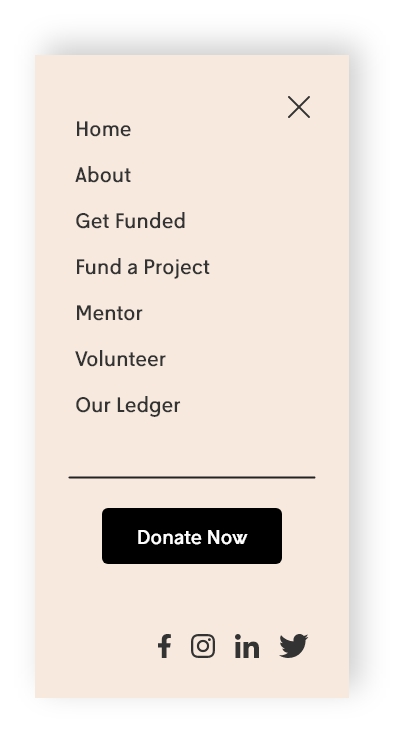 Home
About
Get Funded
Fund a Project
Mentor
Volunteer
Our Ledger
Donate Now